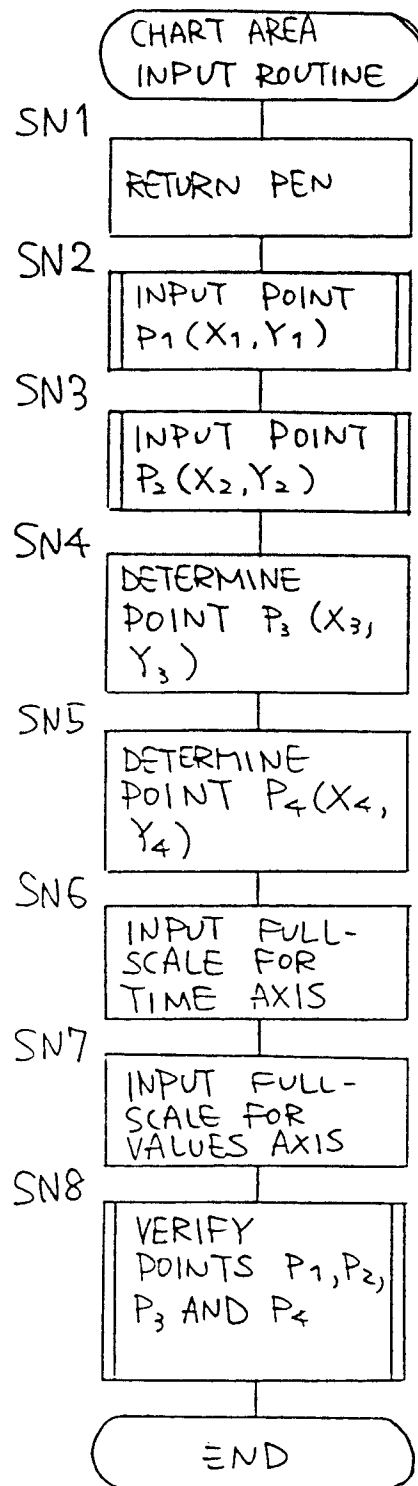 CHART AREA
INPUT ROUTINE
SN1
RETURN PEN
SN2
INPUT POINT
P1(X1,Y1)
SN3
INPUT POINT
P2(X2,Y2)
SN4
DETERMINE
POINT P3(X3,
Y3)
SN5
DETERMINE
POINT P4(X4,
Y4)
SN6
INPUT FULL-
SCALE FOR
TIME AXIS
SN7
INPUT FULL-
SCALE FOR
VALUES AXIS
SN8
VERIFY
POINTS P1,P2,
P3 AND P4
END